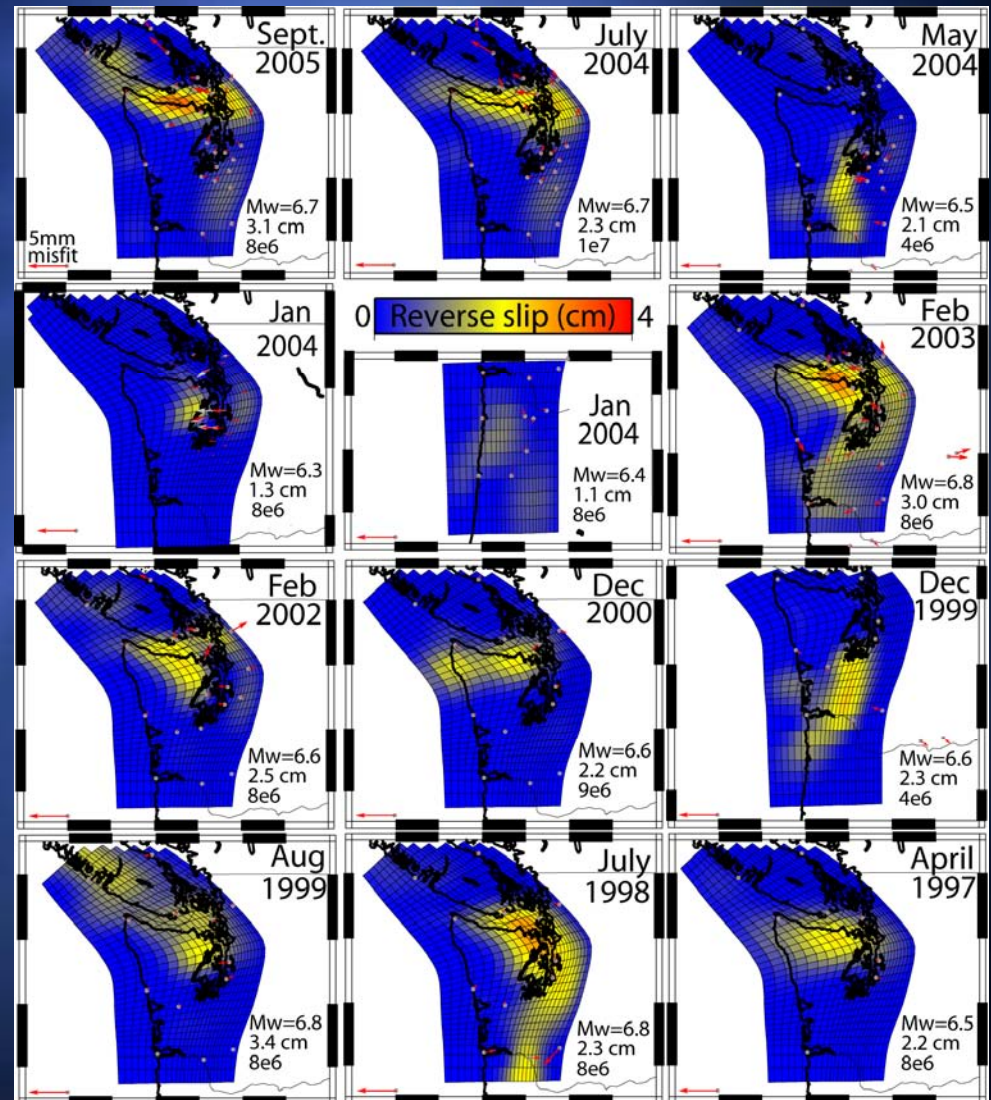 Sept.
2005
Mw=6.7
3.1 cm
8e6
5mm
misfit
July
2004
Mw=6.7
2.3 cm
1e7
May
2004
Mw=6.5
2.1 cm
4e6
Jan
2004
Mw=6.3
1.3 cm
8e6
0 Reverse slip (cm) 4
Jan
2004
Mw=6.4
1.1 cm
8e6
Feb
2003
Mw=6.8
3.0 cm
8e6
Feb
2002
Mw=6.6
2.5 cm
8e6
Dec
2000
Mw=6.6
2.2 cm
9e6
Dec
1999
Mw=6.6
2.3 cm
4e6
Aug
1999
Mw=6.8
3.4 cm
8e6
July
1998
Mw=6.8
2.3 cm
8e6
April
1997
Mw=6.5
2.2 cm
8e6